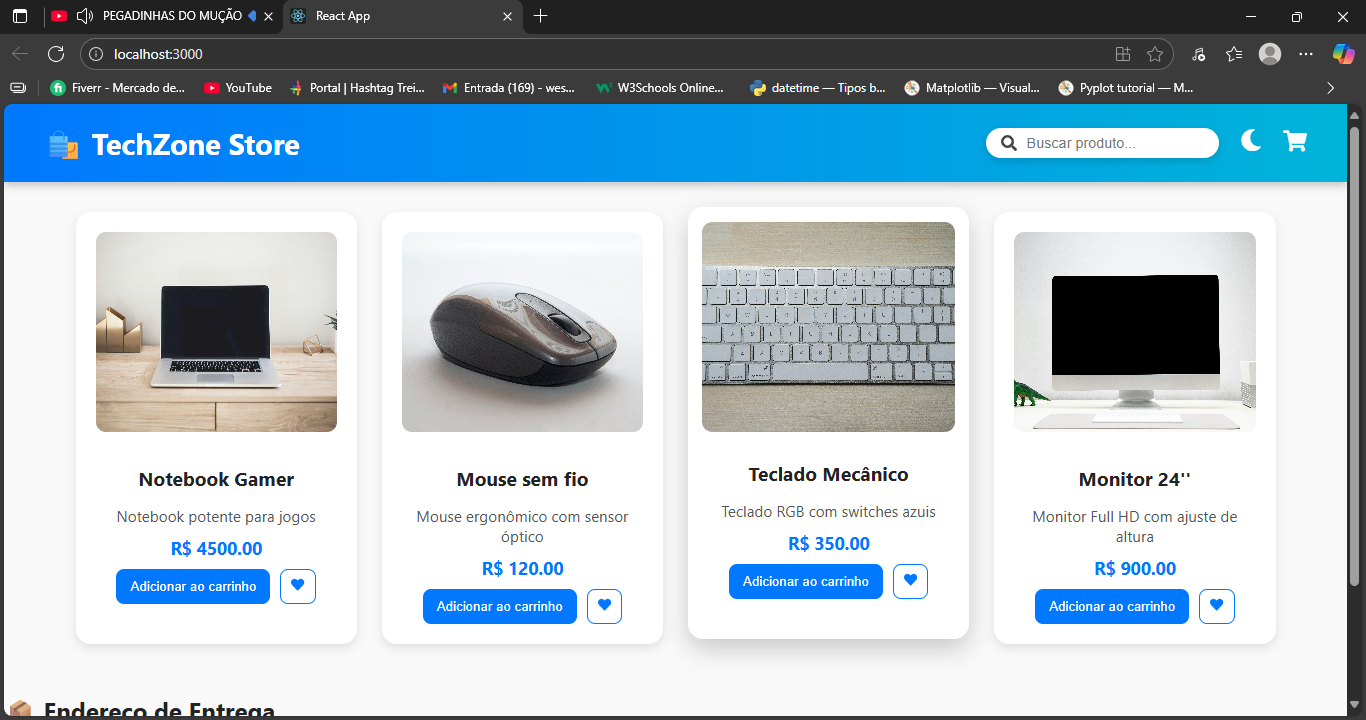 PEGADINHAS DO MUÇÃO
React App
localhost:3000
Fiverr - Mercado de...
YouTube
Portal | Hashtag Trei...
Entrada (169) - wes...
W3Schools Online...
datetime — Tipos b...
Matplotlib — Visual...
Pyplot tutorial — M...
TechZone Store
Buscar produto...
Notebook Gamer
Notebook potente para jogos
R$ 4500.00
Adicionar ao carrinho
Mouse sem fio
Mouse ergonômico com sensor
óptico
R$ 120.00
Adicionar ao carrinho
Teclado Mecânico
Teclado RGB com switches azuis
R$ 350.00
Adicionar ao carrinho
Monitor 24''
Monitor Full HD com ajuste de
altura
R$ 900.00
Adicionar ao carrinho
Endereço de Entrega